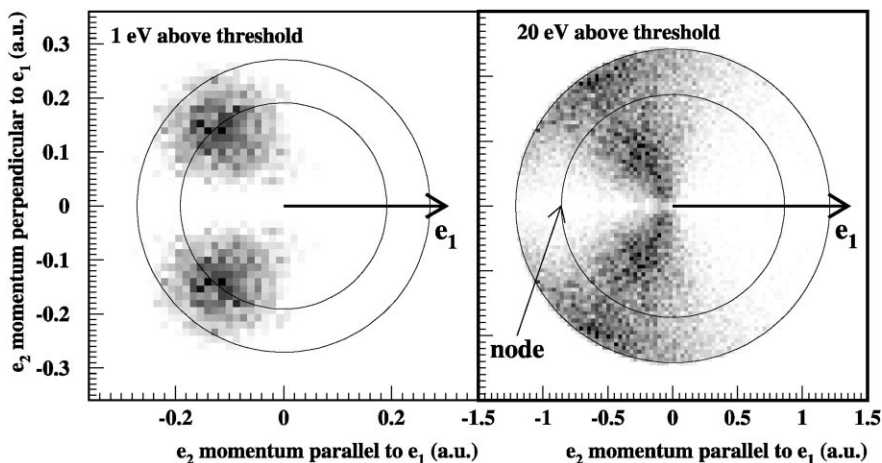 1 eV above threshold
20 eV above threshold
e2 momentum perpendicular to e1 (a.u.)
0.3
0.2
0.1
0
-0.1
-0.2
-0.3
e1
e1
node
-0.2
0
0.2
-1.5
-1
-0.5
0
0.5
1
1.5
e2 momentum parallel to e1 (a.u.)
e2 momentum parallel to e1 (a.u.)